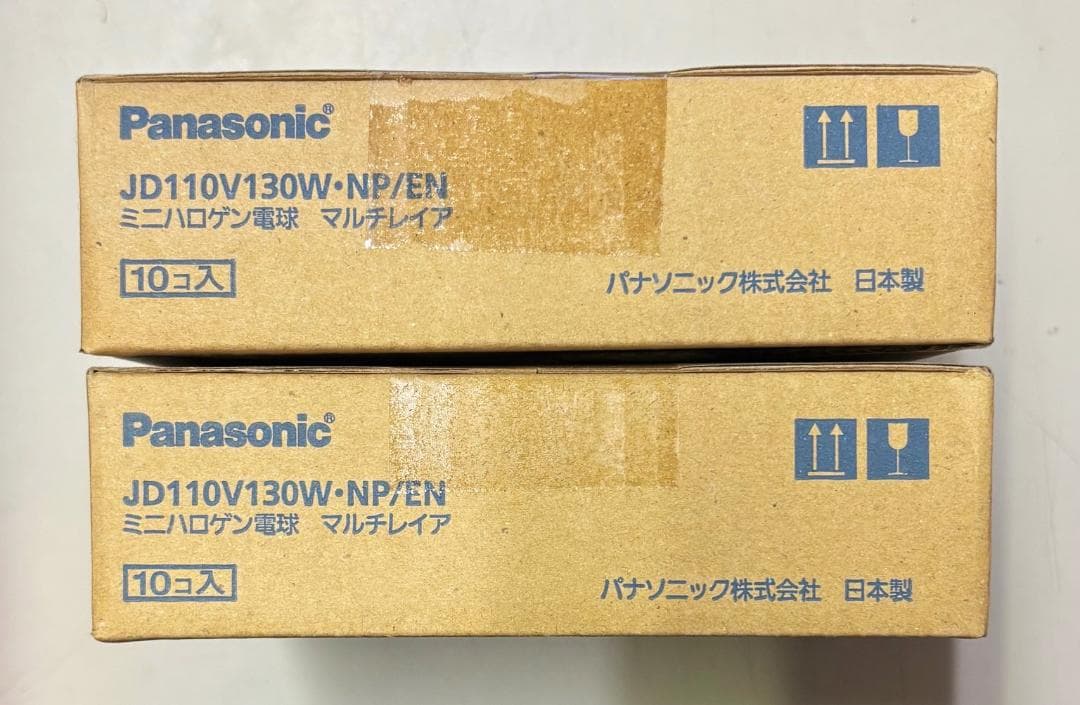 Panasonic®
JD110V130W・NP/EN
ミニハロゲン電球 マルチレイア
10コ入
パナソニック株式会社 日本製
Panasonic®
JD110V130W・NP/EN
ミニハロゲン電球 マルチレイア
10コ入
パナソニック株式会社 日本製